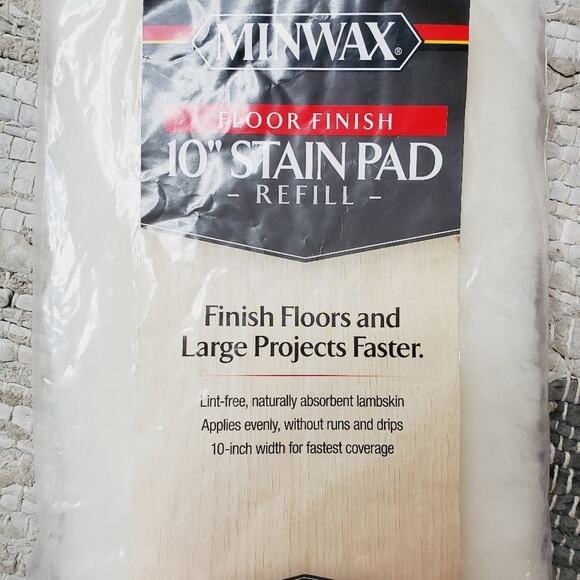 MINWAX®
FLOOR FINISH
10" STAIN PAD
- REFILL -
Finish Floors and
Large Projects Faster.
Lint-free, naturally absorbent lambskin
Applies evenly, without runs and drips
10-inch width for fastest coverage